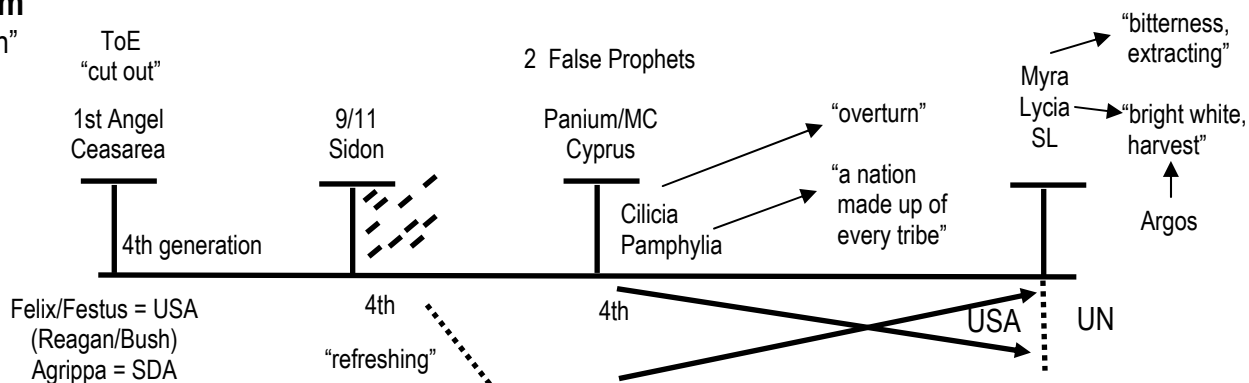 m
n”
ToE
“cut out”
1st Angel
Ceasarea
4th generation
Felix/Festus = USA
(Reagan/Bush)
Agrippa = SDA
9/11
Sidon
4th
“refreshing”
2 False Prophets
Panium/MC
Cyprus
Cilicia
Pamphylia
4th
“overturn”
“a nation
made up of
every tribe”
Myra
Lycia
SL
“bitterness,
extracting”
“bright white,
harvest”
Argos
USA
UN